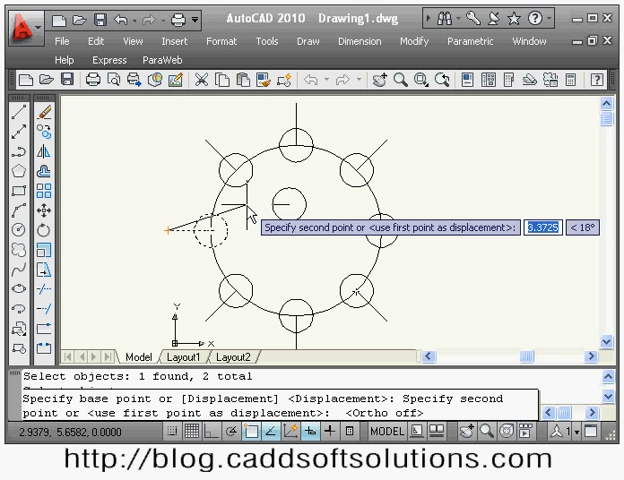 AutoCAD 2010 Drawing1.dwg
File Edit View Insert Format Tools Draw Dimension Modify Parametric Window
Help Express ParaWeb
Specify second point or <use first point as displacement>: 3.3725 < 18°
Y
X
Model Layout1 Layout2
Select objects: 1 found, 2 total
Specify base point or [Displacement] <Displacement>: Specify second
point or <use first point as displacement>: <Ortho off>
2.9379, 5.6582, 0.0000 MODEL 1
http://blog.caddsoftsolutions.com